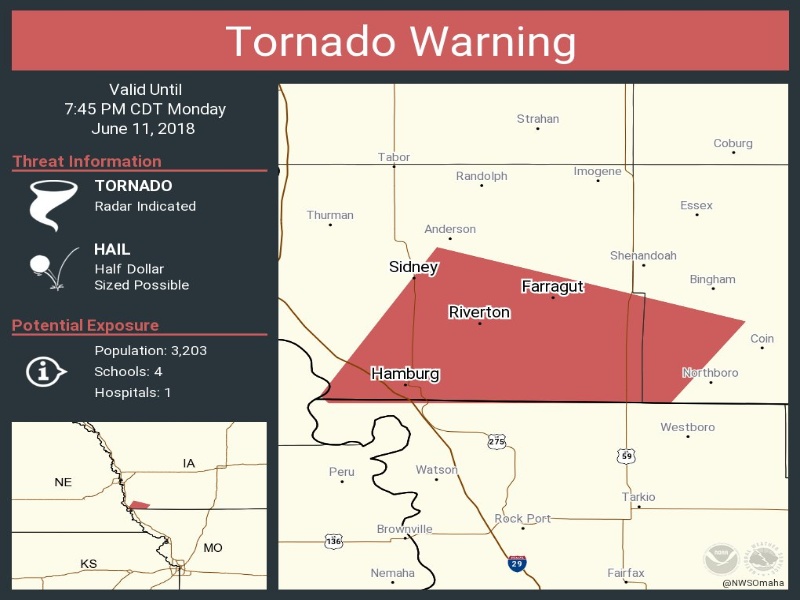 Tornado Warning
Valid Until
7:45 PM CDT Monday
June 11, 2018
Threat Information
TORNADO
Radar Indicated
HAIL
Half Dollar
Sized Possible
Potential Exposure
Population: 3,203
Schools: 4
Hospitals: 1
NE
IA
KS
MO
Strahan
Coburg
Tabor
Randolph
Imogene
Thurman
Essex
Anderson
Shenandoah
Sidney
Bingham
Farragut
Riverton
Coin
Hamburg
Northboro
Westboro
275
59
Peru
Watson
Tarkio
Rock Port
Brownville
136
29
Nemaha
Fairfax
@NWSOmaha